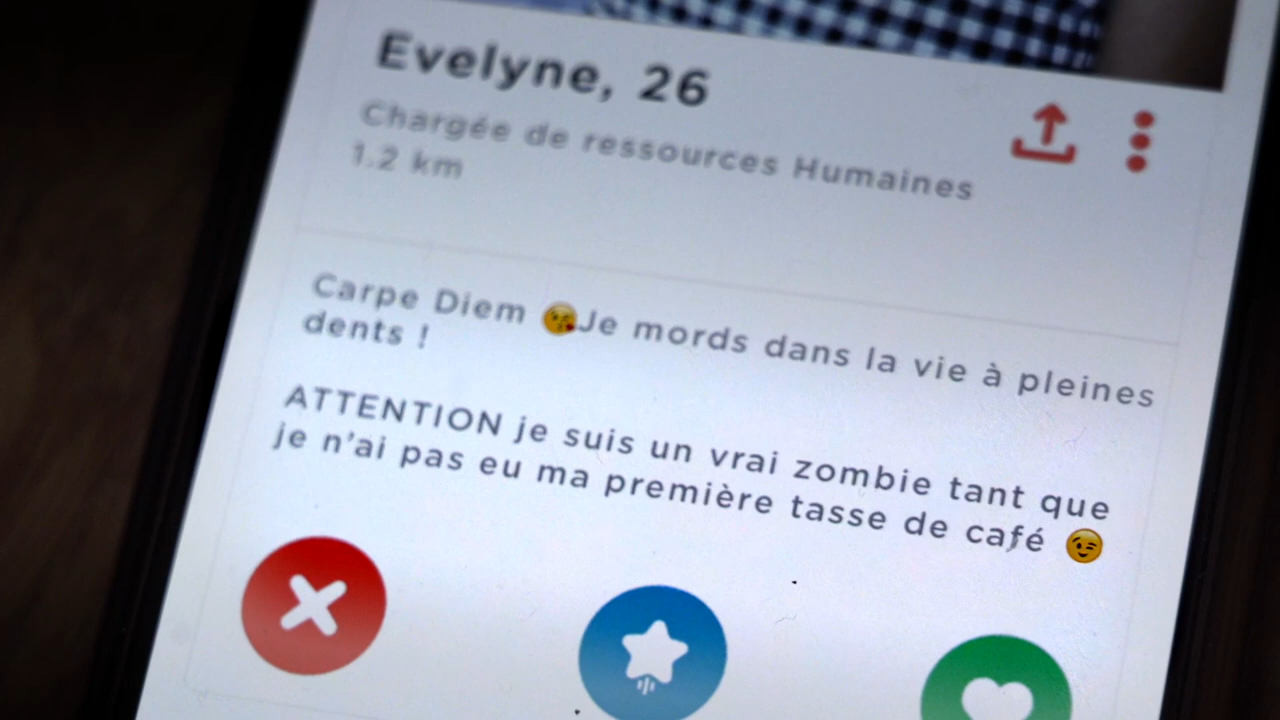 Evelyne, 26
Chargée de ressources Humaines
1.2 km
Carpe Diem 😘Je mords dans la vie à pleines
dents !
ATTENTION je suis un vrai zombie tant que
je n'ai pas eu ma première tasse de café 😉